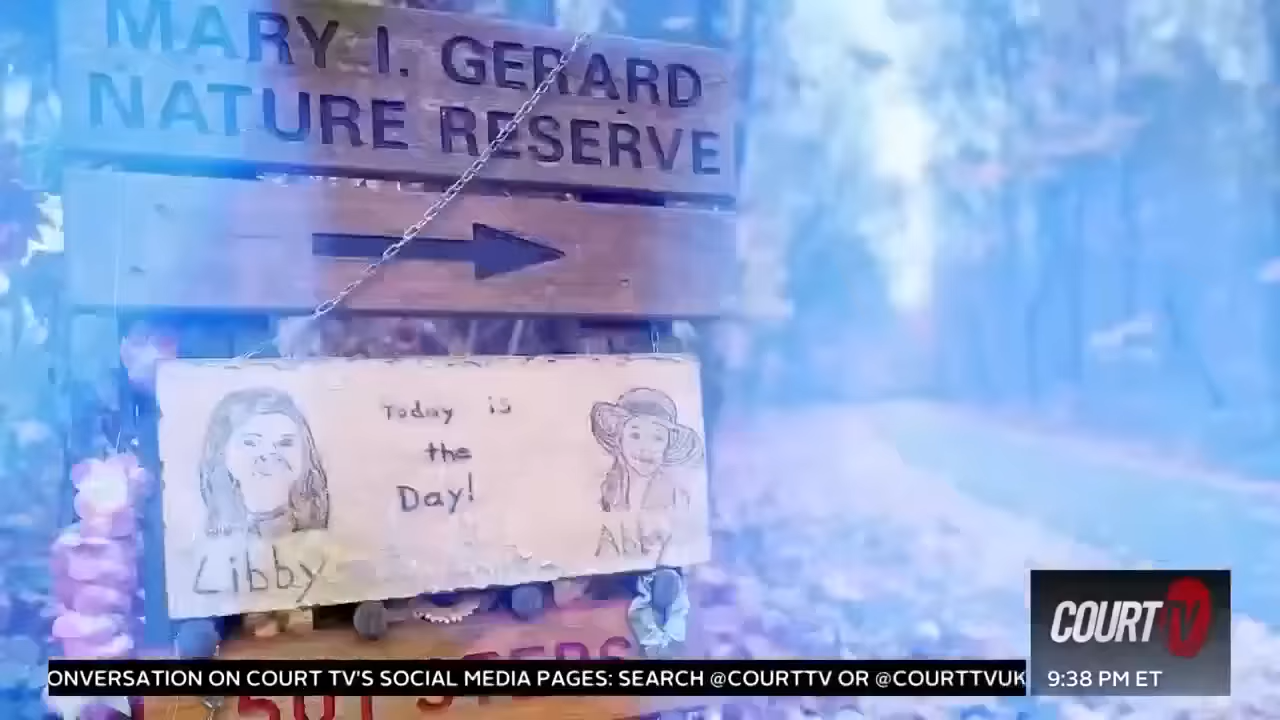 MARY I. GERARD
NATURE RESERVE
Today is
the
Day!
Libby
Abby
ONVERSATION ON COURT TV'S SOCIAL MEDIA PAGES: SEARCH @COURTTV OR @COURTTVUK
COURT TV
9:38 PM ET